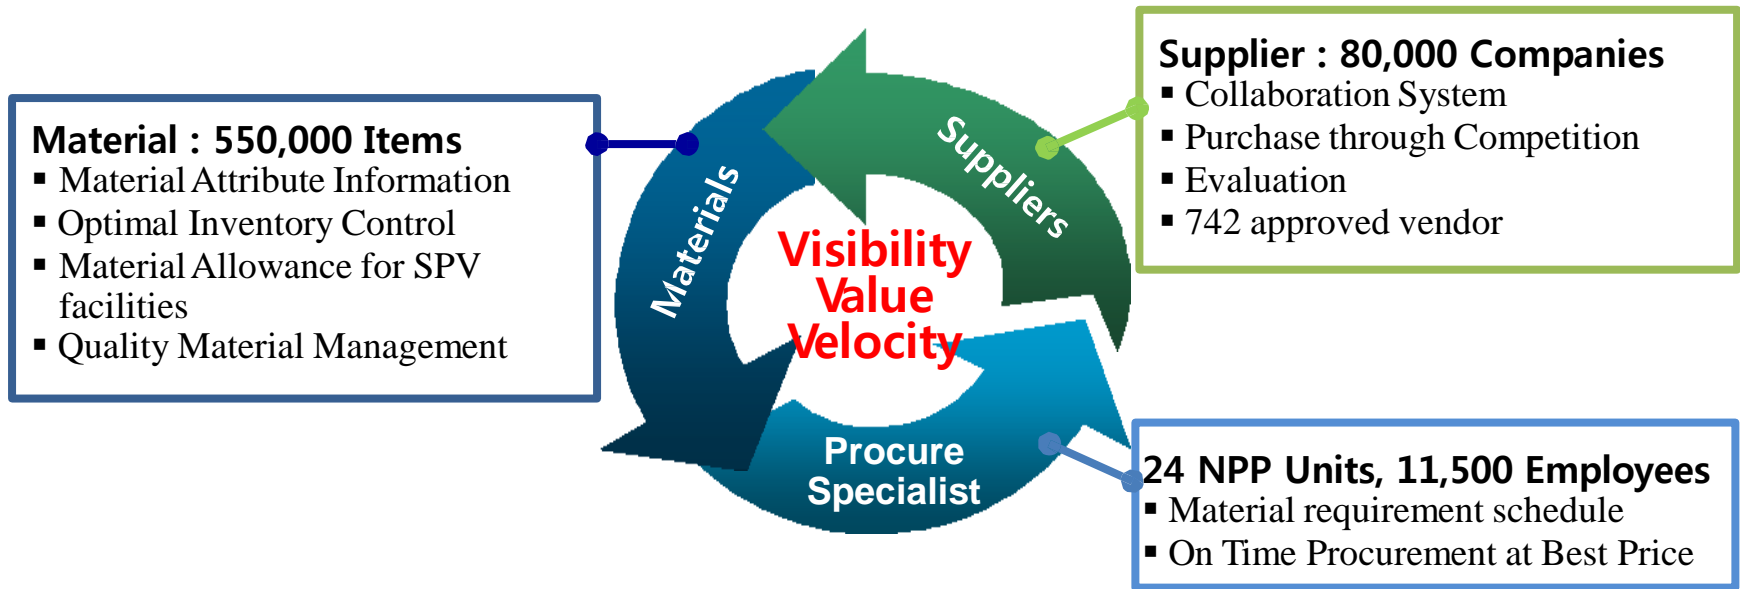 Material : 550,000 Items
▪ Material Attribute Information
▪ Optimal Inventory Control
▪ Material Allowance for SPV
facilities
▪ Quality Material Management
Materials
Suppliers
Visibility
Value
Velocity
Procure
Specialist
Supplier : 80,000 Companies
▪ Collaboration System
▪ Purchase through Competition
▪ Evaluation
▪ 742 approved vendor
24 NPP Units, 11,500 Employees
▪ Material requirement schedule
▪ On Time Procurement at Best Price